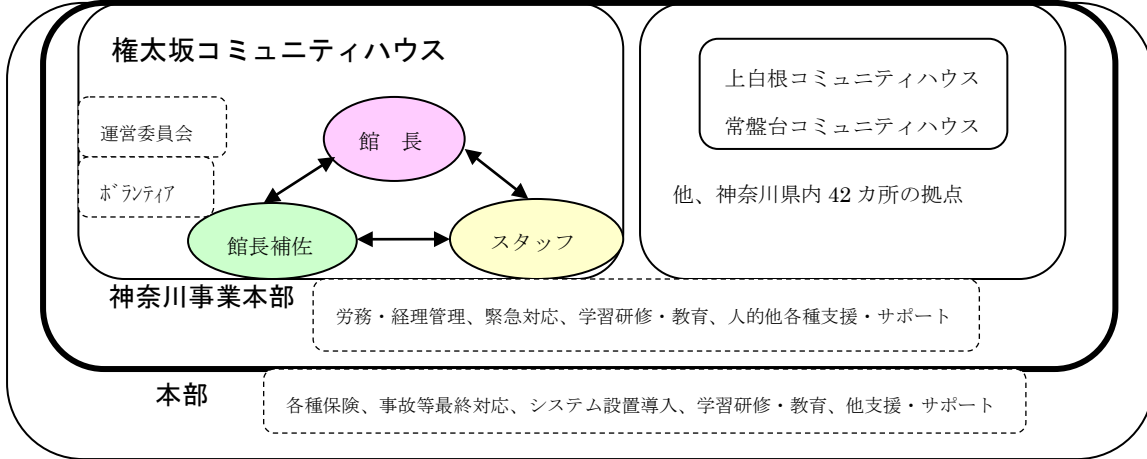 権太坂コミュニティハウス
運営委員会
ﾎﾞﾗﾝﾃｨｱ
館 長
館長補佐
スタッフ
上白根コミュニティハウス
常盤台コミュニティハウス
他、神奈川県内 42 カ所の拠点
神奈川事業本部
労務・経理管理、緊急対応、学習研修・教育、人的他各種支援・サポート
本部
各種保険、事故等最終対応、システム設置導入、学習研修・教育、他支援・サポート